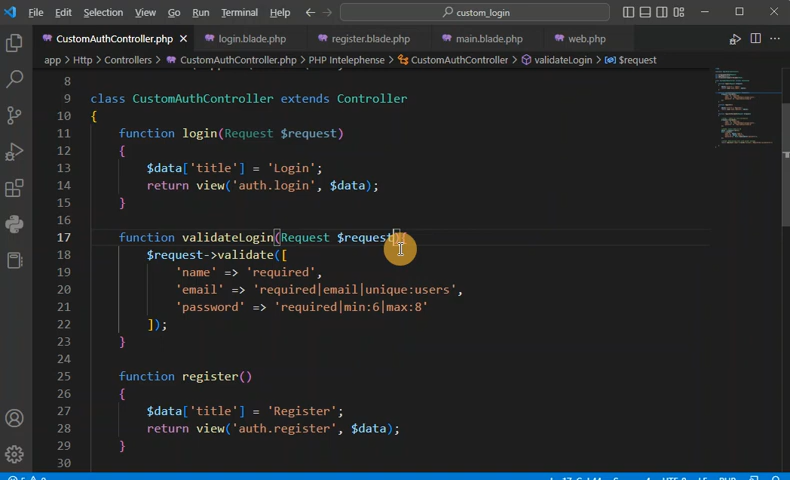 File Edit Selection View Go Run Terminal Help custom_login
CustomAuthController.php login.blade.php register.blade.php main.blade.php web.php
app > Http > Controllers > CustomAuthController.php > PHP Intelephense > CustomAuthController > validateLogin > $request
8
9 class CustomAuthController extends Controller
10 {
11 function login(Request $request)
12 {
13 $data['title'] = 'Login';
14 return view('auth.login', $data);
15 }
16
17 function validateLogin(Request $request){
18 $request->validate([
19 'name' => 'required',
20 'email' => 'required|email|unique:users',
21 'password' => 'required|min:6|max:8'
22 ]);
23 }
24
25 function register()
26 {
27 $data['title'] = 'Register';
28 return view('auth.register', $data);
29 }
30